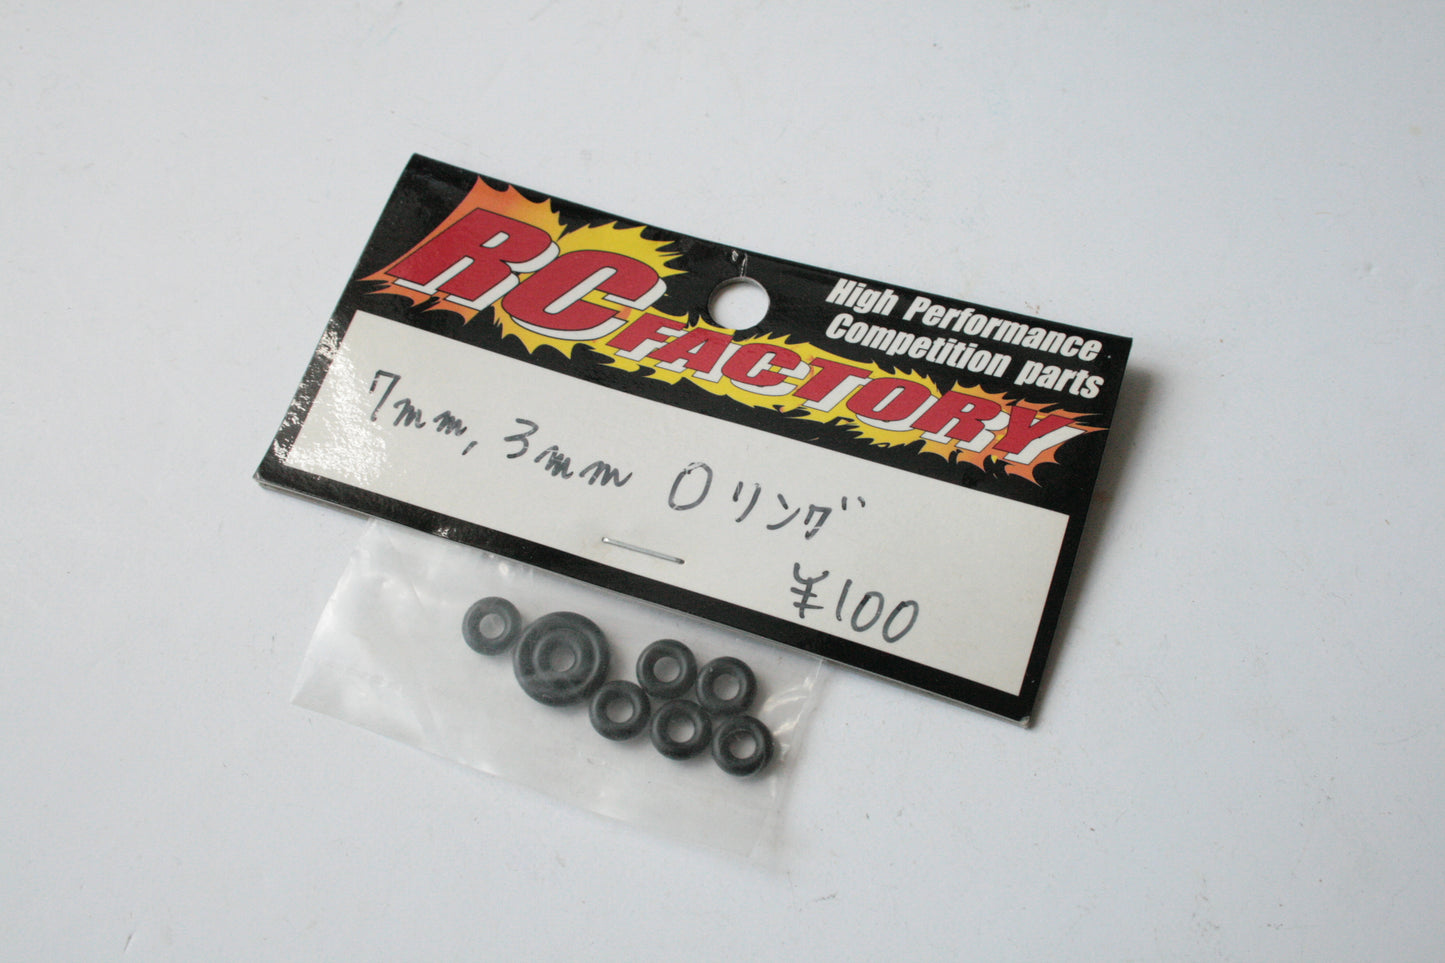 RC FACTORY
High Performance
Competition parts
7mm, 3mm Oリング
¥100